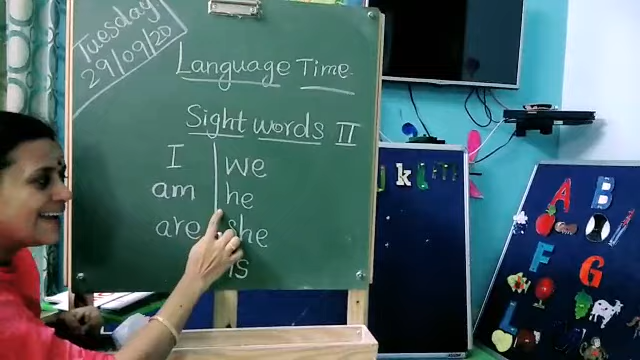 Tuesday
29/09/20
Language Time
Sight words II
I
am
are
we
he
she
is
k
A
B
F
G
L